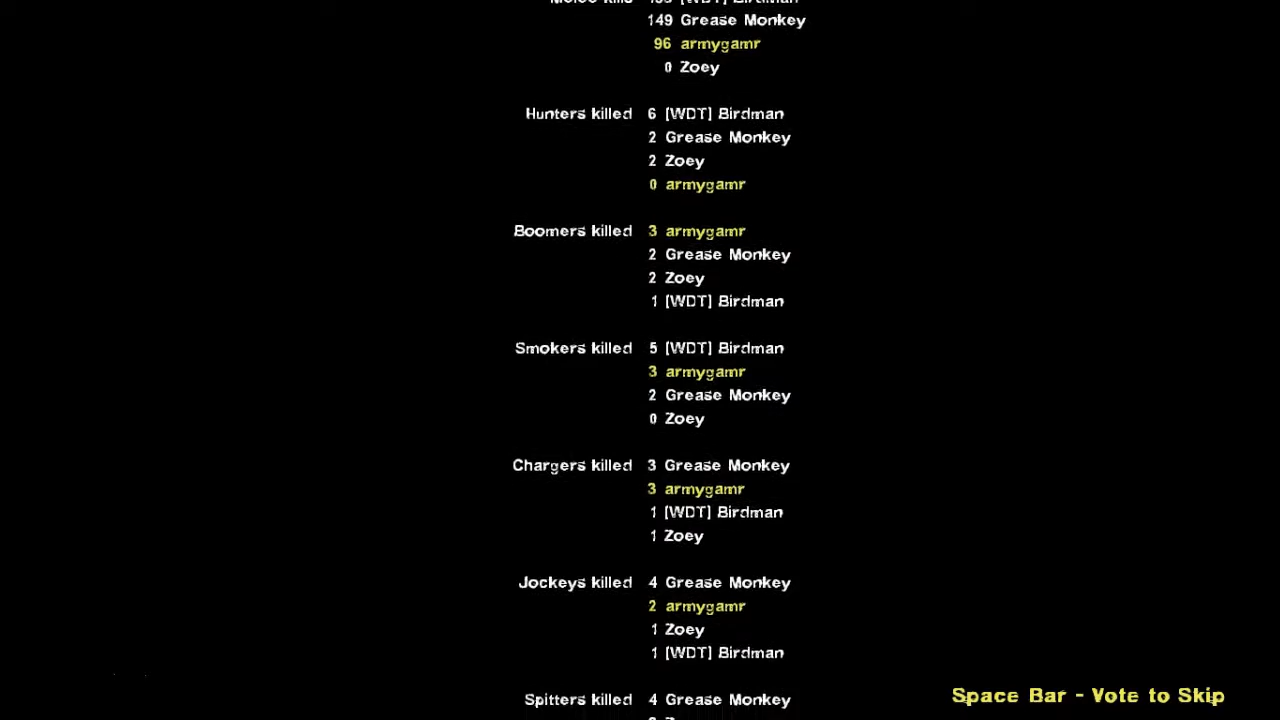 Melee kills [WDT] Birdman
149 Grease Monkey
96 armygamr
0 Zoey
Hunters killed 6 [WDT] Birdman
2 Grease Monkey
2 Zoey
0 armygamr
Boomers killed 3 armygamr
2 Grease Monkey
2 Zoey
1 [WDT] Birdman
Smokers killed 5 [WDT] Birdman
3 armygamr
2 Grease Monkey
0 Zoey
Chargers killed 3 Grease Monkey
3 armygamr
1 [WDT] Birdman
1 Zoey
Jockeys killed 4 Grease Monkey
2 armygamr
1 Zoey
1 [WDT] Birdman
Spitters killed 4 Grease Monkey
Space Bar - Vote to Skip